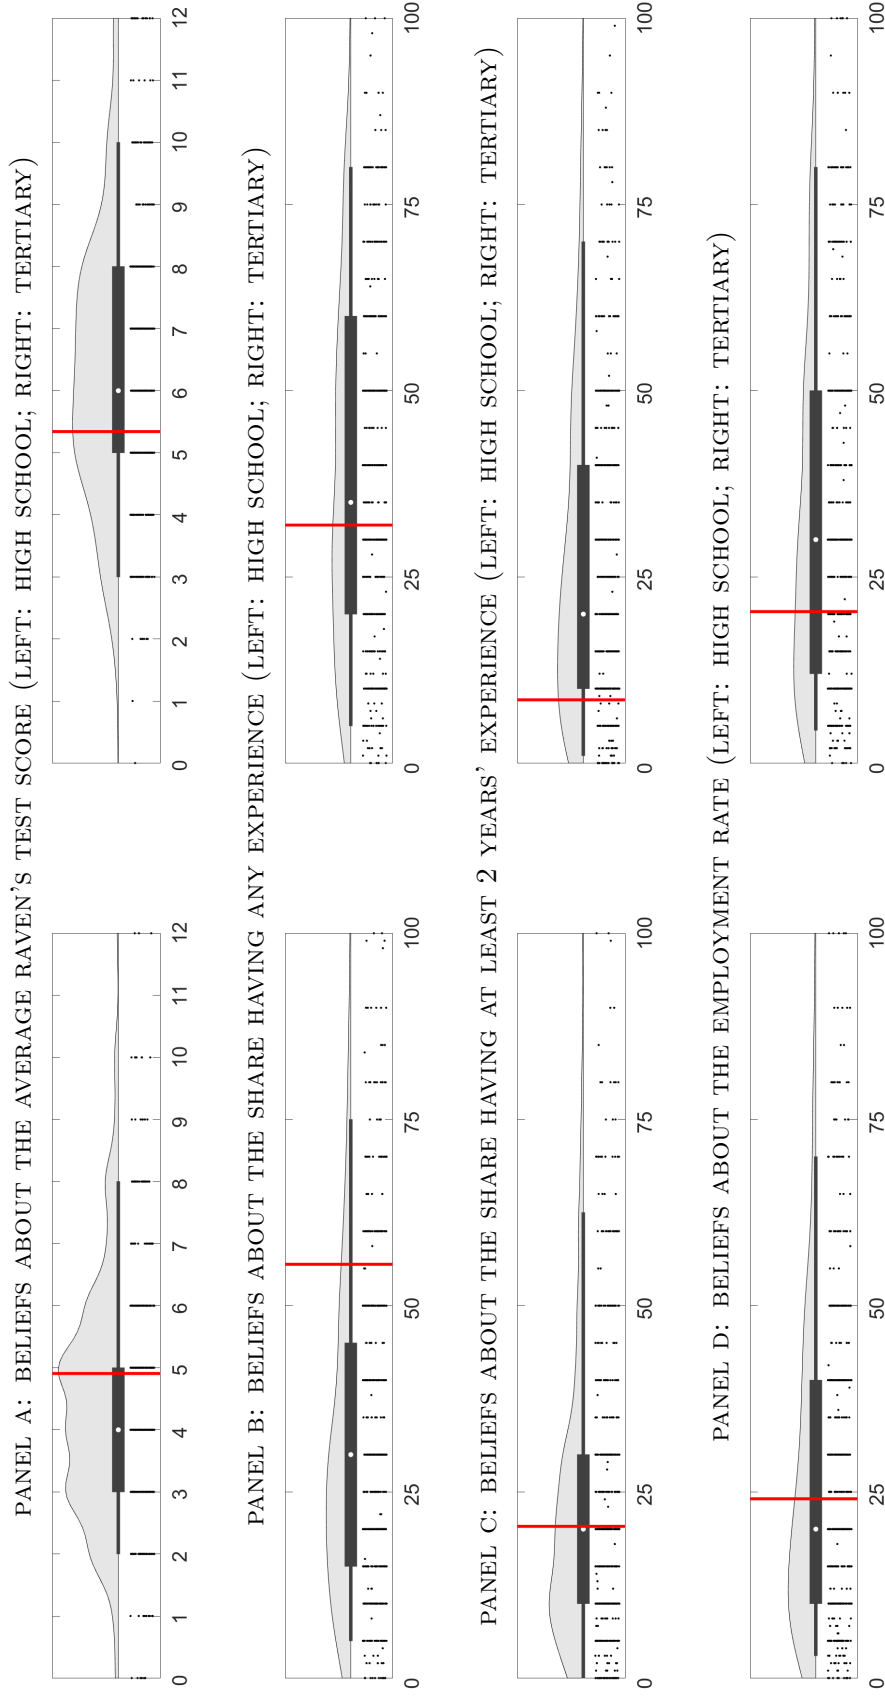 PANEL A: BELIEFS ABOUT THE AVERAGE RAVEN'S TEST SCORE (LEFT: HIGH SCHOOL; RIGHT: TERTIARY)
0 1 2 3 4 5 6 7 8 9 10 11 12
0 1 2 3 4 5 6 7 8 9 10 11 12
PANEL B: BELIEFS ABOUT THE SHARE HAVING ANY EXPERIENCE (LEFT: HIGH SCHOOL; RIGHT: TERTIARY)
0 25 50 75 100
0 25 50 75 100
PANEL C: BELIEFS ABOUT THE SHARE HAVING AT LEAST 2 YEARS' EXPERIENCE (LEFT: HIGH SCHOOL; RIGHT: TERTIARY)
0 25 50 75 100
0 25 50 75 100
PANEL D: BELIEFS ABOUT THE EMPLOYMENT RATE (LEFT: HIGH SCHOOL; RIGHT: TERTIARY)
0 25 50 75 100
0 25 50 75 100